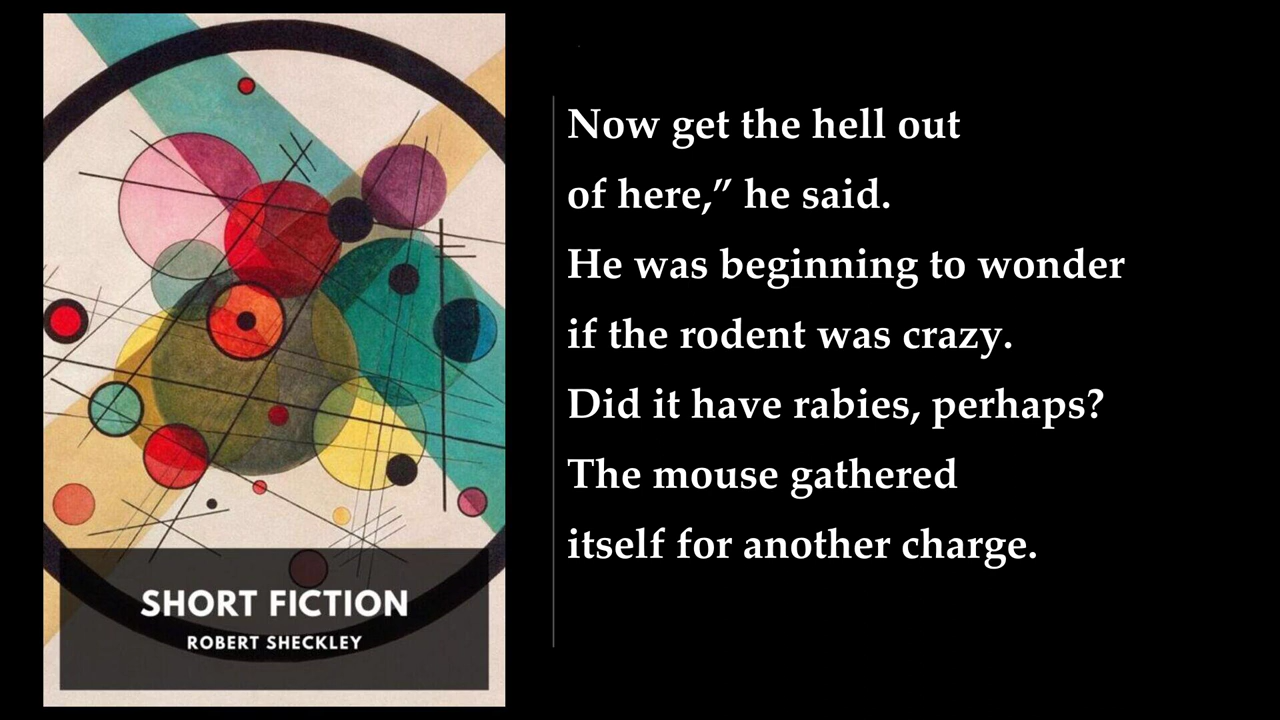 SHORT FICTION
ROBERT SHECKLEY
Now get the hell out
of here,” he said.
He was beginning to wonder
if the rodent was crazy.
Did it have rabies, perhaps?
The mouse gathered
itself for another charge.